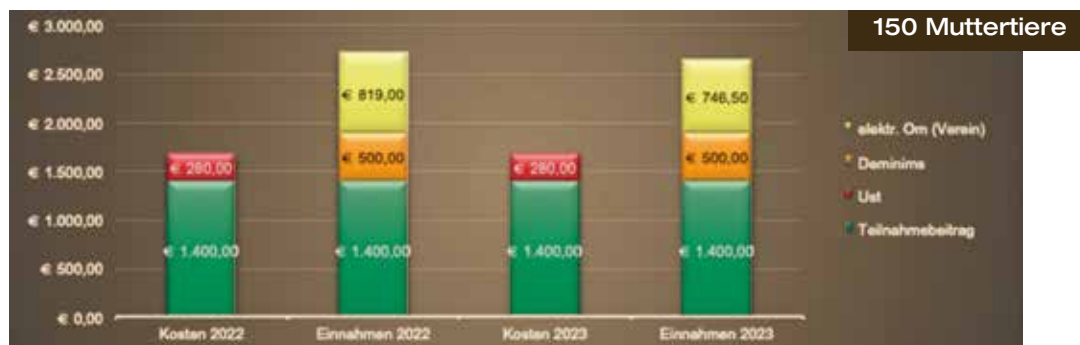 150 Muttertiere
€ 3.000,00
€ 2.500,00
€ 2.000,00
€ 1.500,00
€ 1.000,00
€ 500,00
€ 0,00
€ 280,00
€ 1.400,00
€ 819,00
€ 500,00
€ 1.400,00
€ 280,00
€ 1.400,00
€ 746,50
€ 500,00
€ 1.400,00
Kosten 2022
Einnahmen 2022
Kosten 2023
Einnahmen 2023
elektr. Om (Verein)
Deminims
Ust
Teilnahmebeitrag